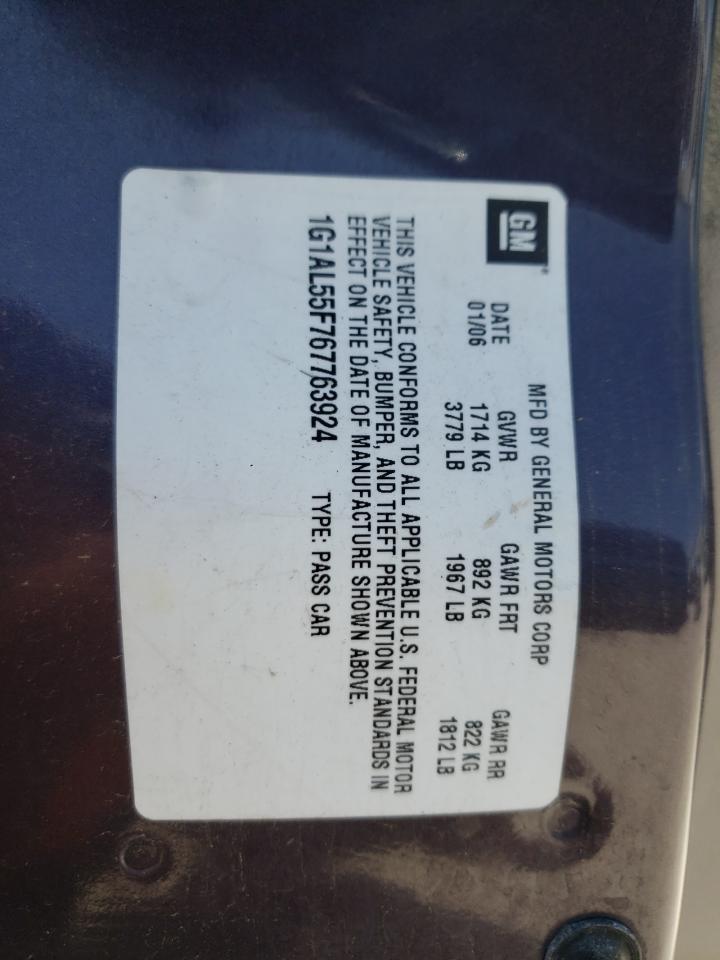 GM®
MFD BY GENERAL MOTORS CORP
DATE GVWR GAWR FRT GAWR RR
01/06 1714 KG 892 KG 822 KG
3779 LB 1967 LB 1812 LB
THIS VEHICLE CONFORMS TO ALL APPLICABLE U.S. FEDERAL MOTOR
VEHICLE SAFETY, BUMPER, AND THEFT PREVENTION STANDARDS IN
EFFECT ON THE DATE OF MANUFACTURE SHOWN ABOVE.
1G1AL55F767763924 TYPE: PASS CAR